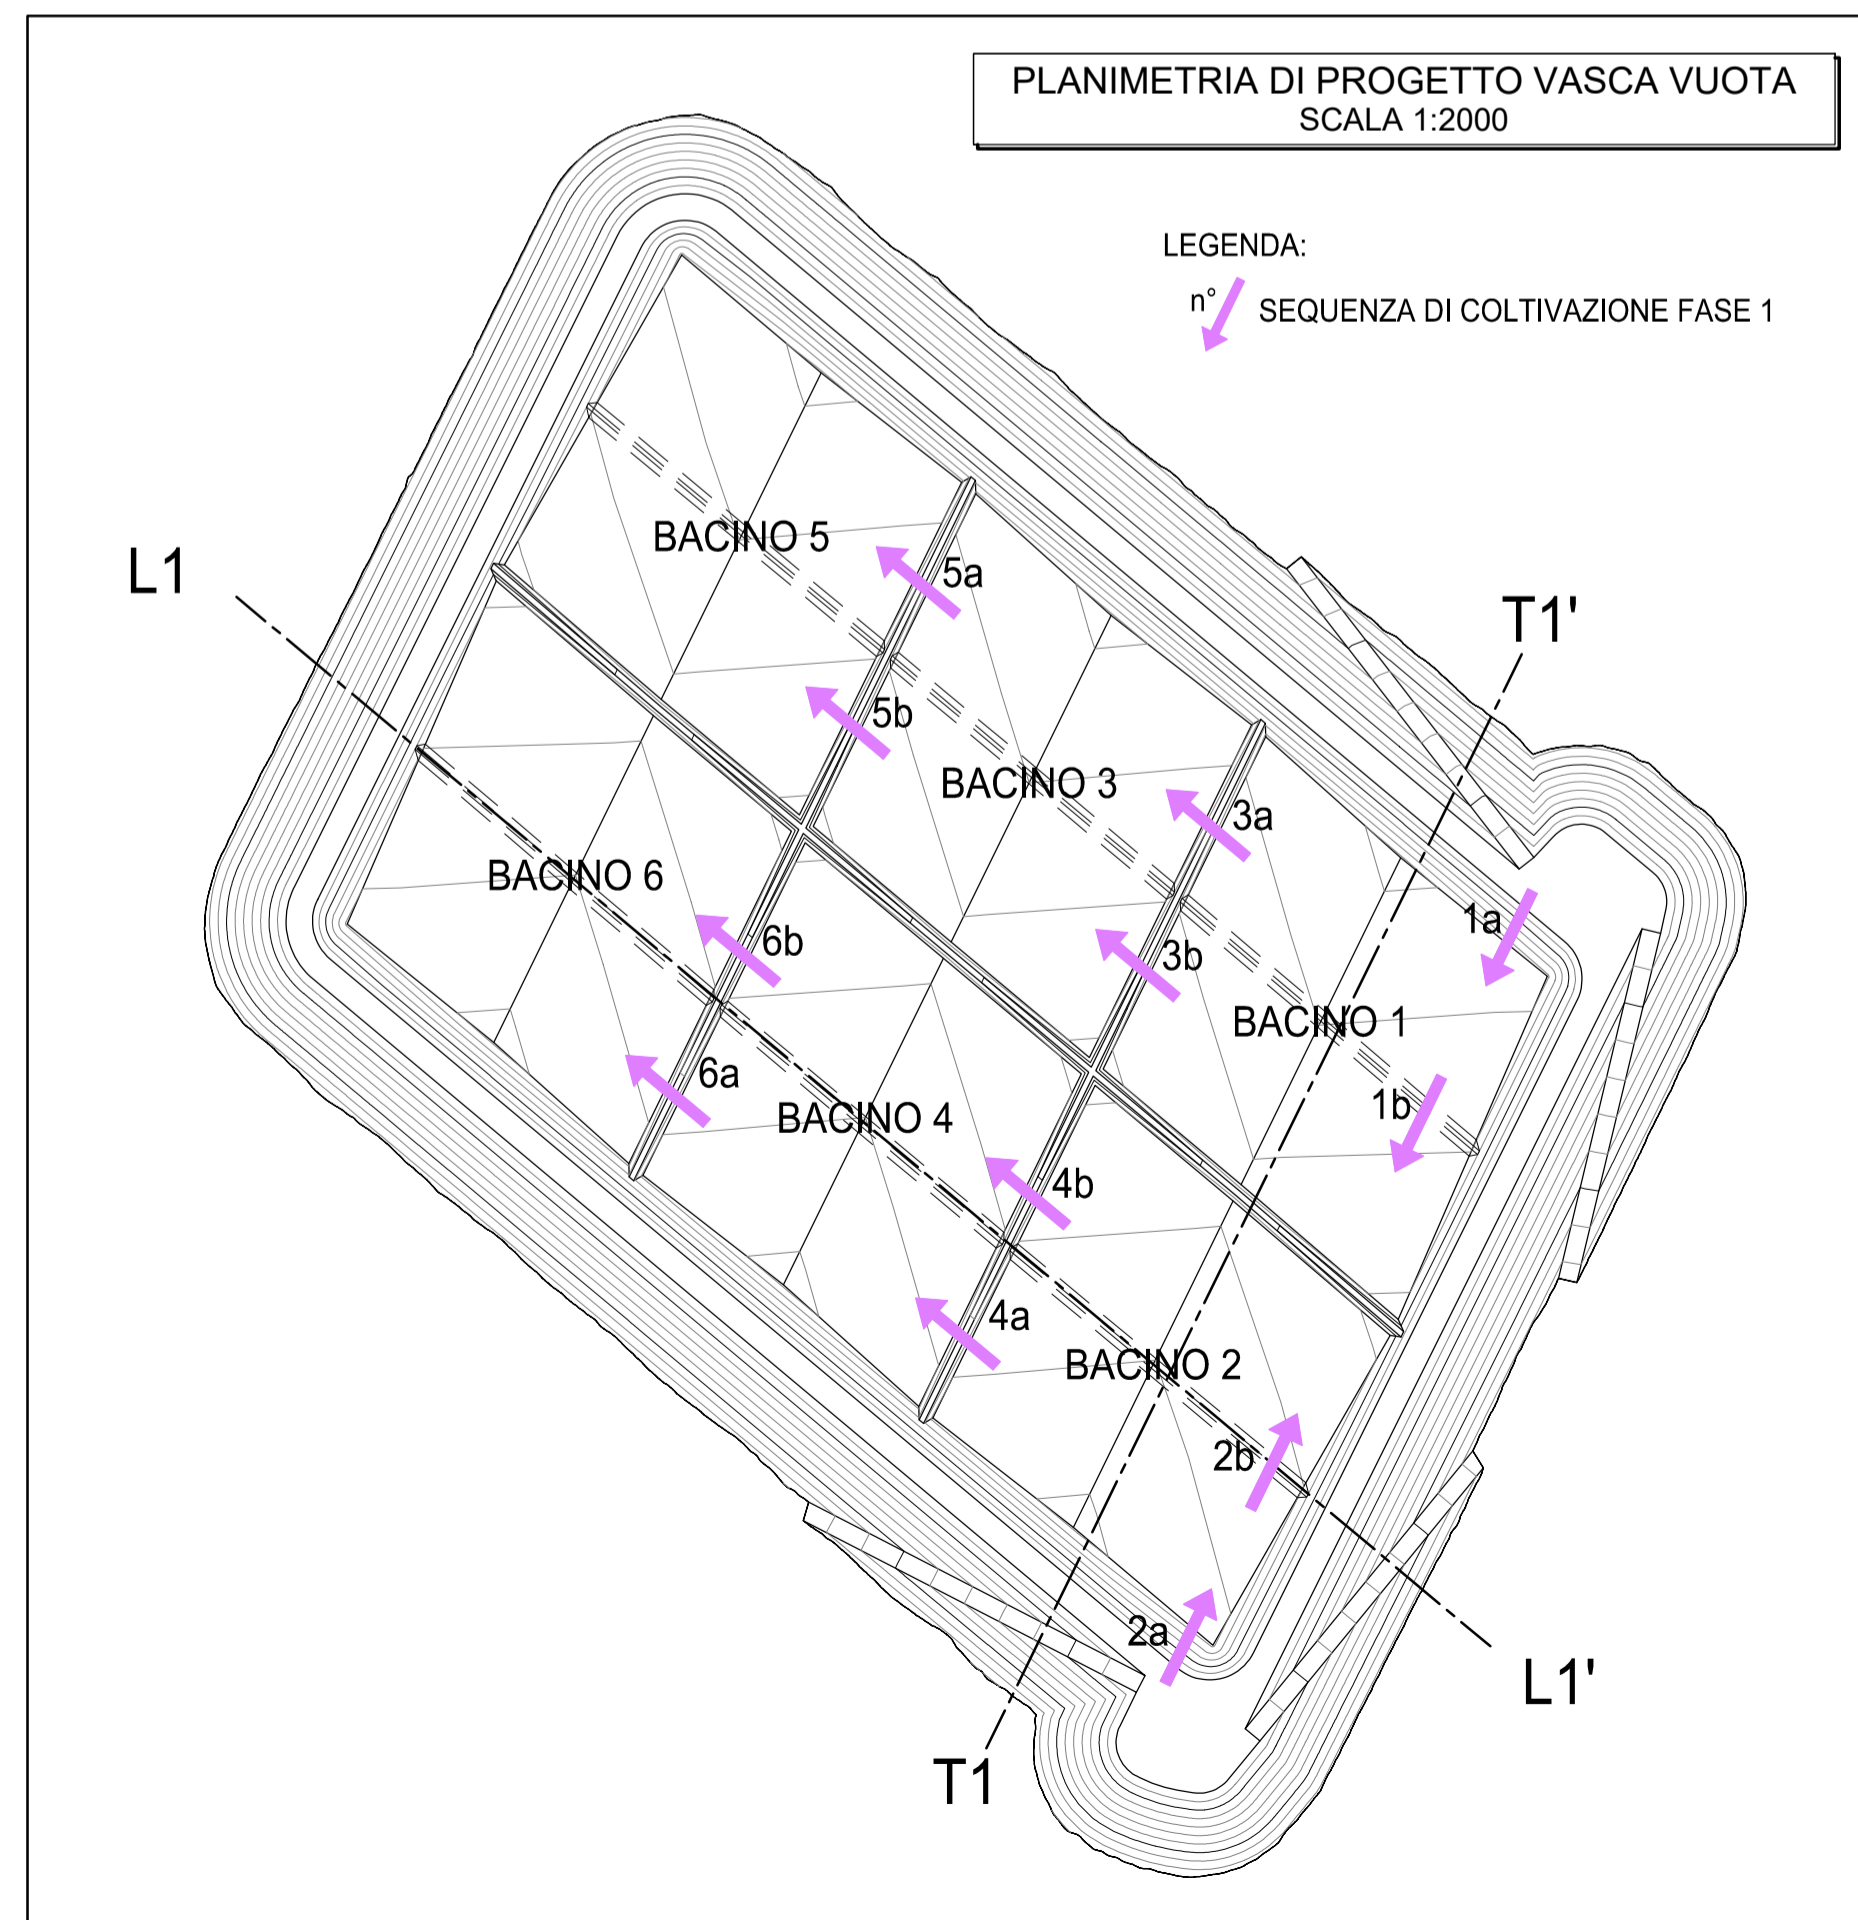 PLANIMETRIA DI PROGETTO VASCA VUOTA
SCALA 1:2000
LEGENDA:
n° SEQUENZA DI COLTIVAZIONE FASE 1
L1
T1'
BACINO 5
5a
5b
BACINO 3
3a
3b
BACINO 1
1a
1b
BACINO 6
6b
6a
BACINO 4
4b
4a
BACINO 2
2b
2a
L1'
T1